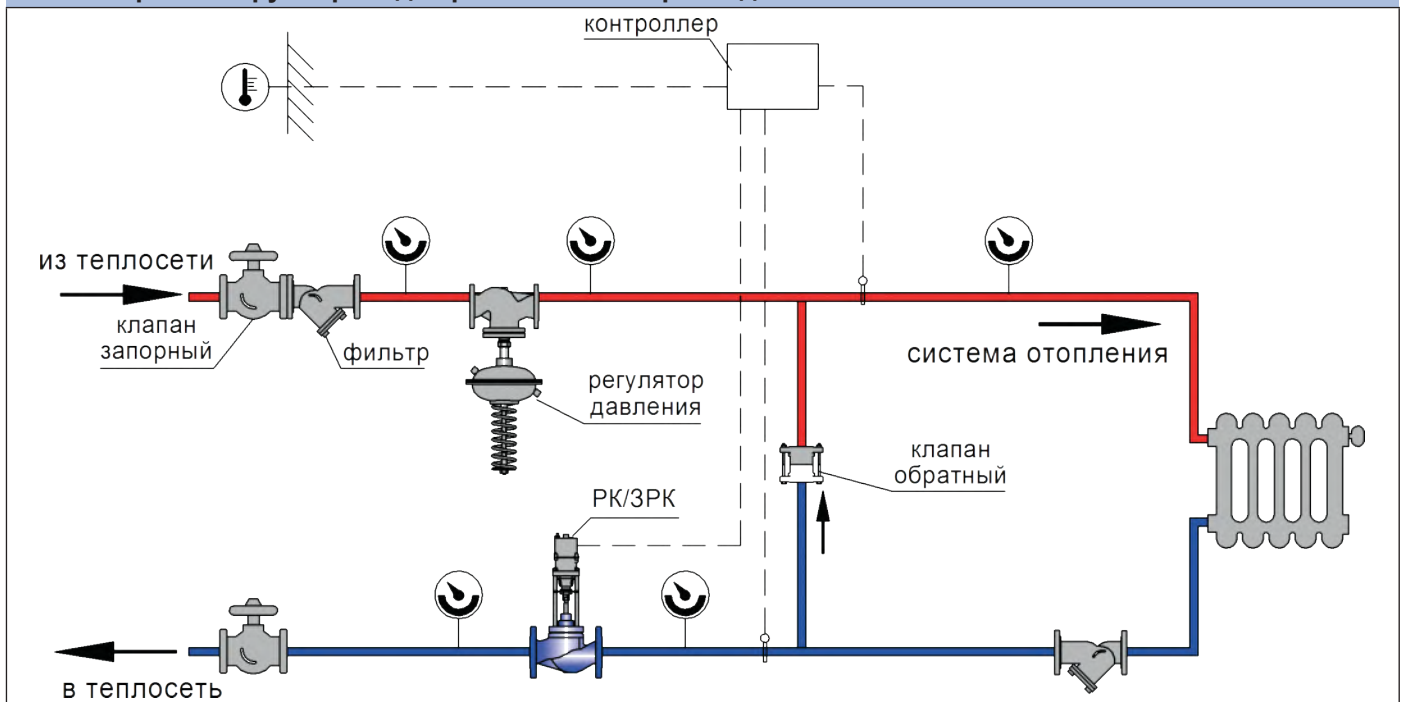 контроллер
из теплосети
клапан
запорный
фильтр
регулятор
давления
система отопления
клапан
обратный
РК/ЗРК
в теплосеть